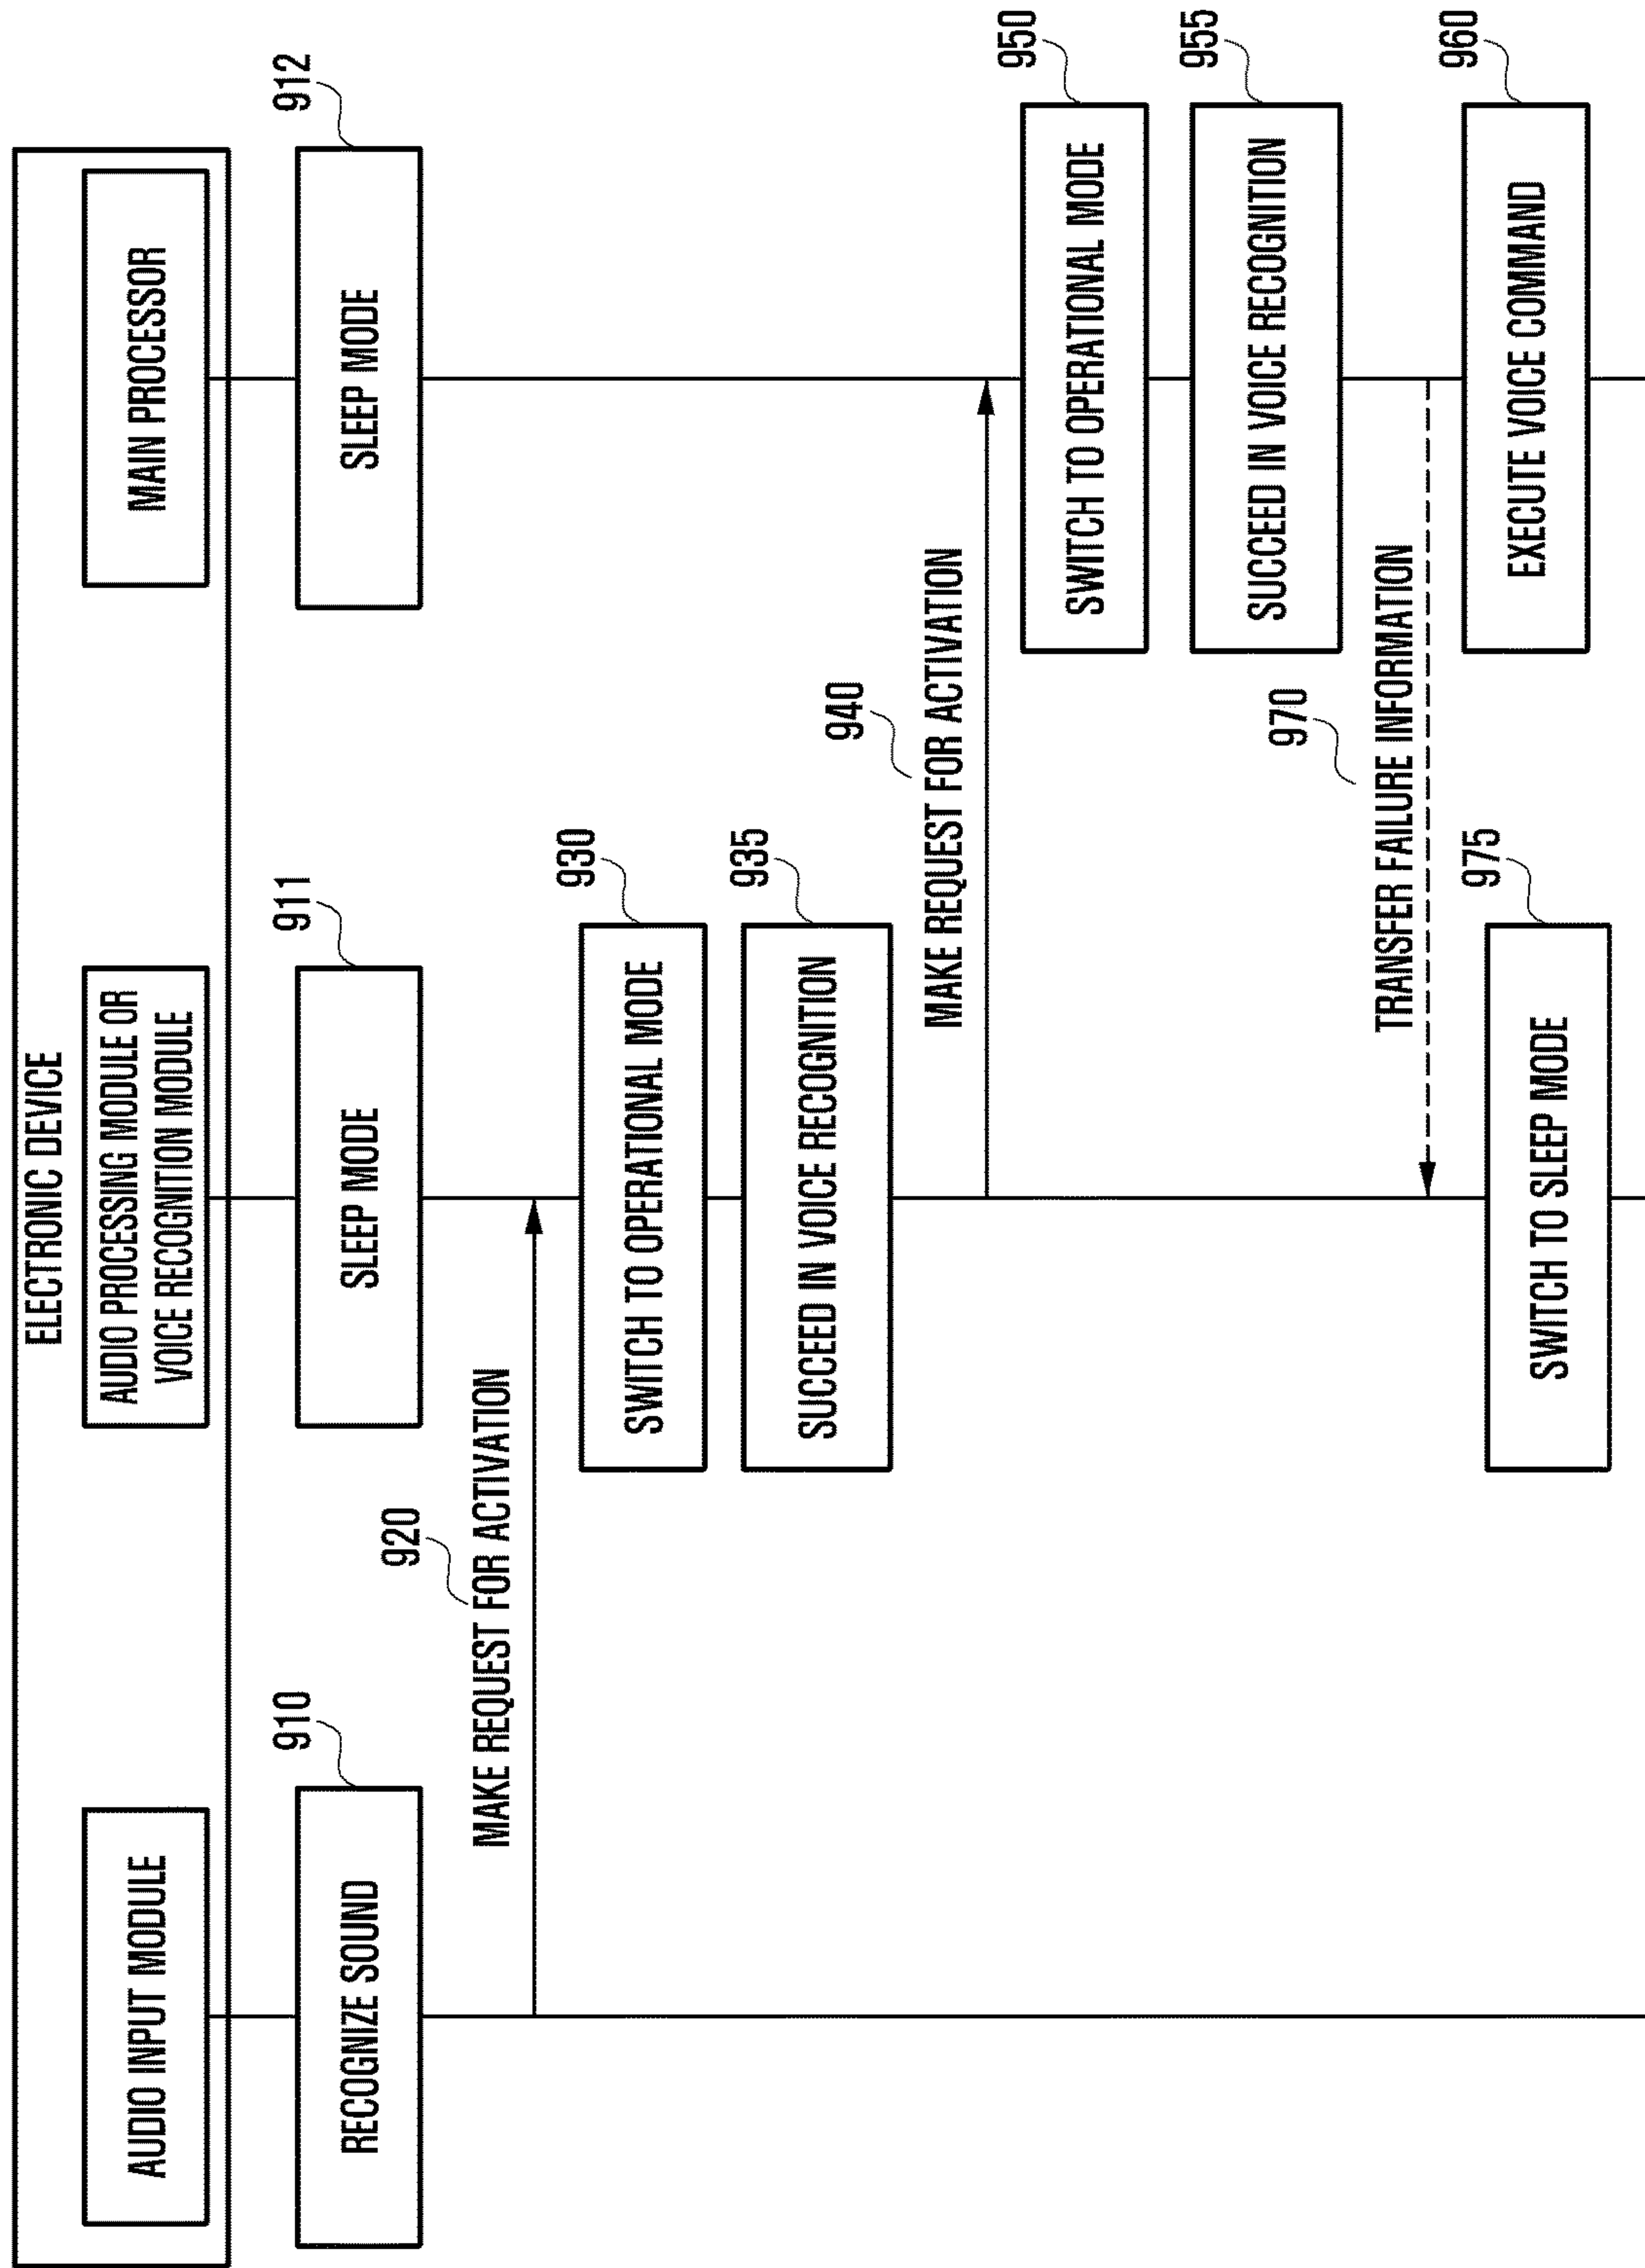 ELECTRONIC DEVICE
AUDIO INPUT MODULE
AUDIO PROCESSING MODULE OR
VOICE RECOGNITION MODULE
MAIN PROCESSOR
910
RECOGNIZE SOUND
911
SLEEP MODE
912
SLEEP MODE
920
MAKE REQUEST FOR ACTIVATION
930
SWITCH TO OPERATIONAL MODE
935
SUCCEED IN VOICE RECOGNITION
940
MAKE REQUEST FOR ACTIVATION
950
SWITCH TO OPERATIONAL MODE
955
SUCCEED IN VOICE RECOGNITION
970
TRANSFER FAILURE INFORMATION
960
EXECUTE VOICE COMMAND
975
SWITCH TO SLEEP MODE